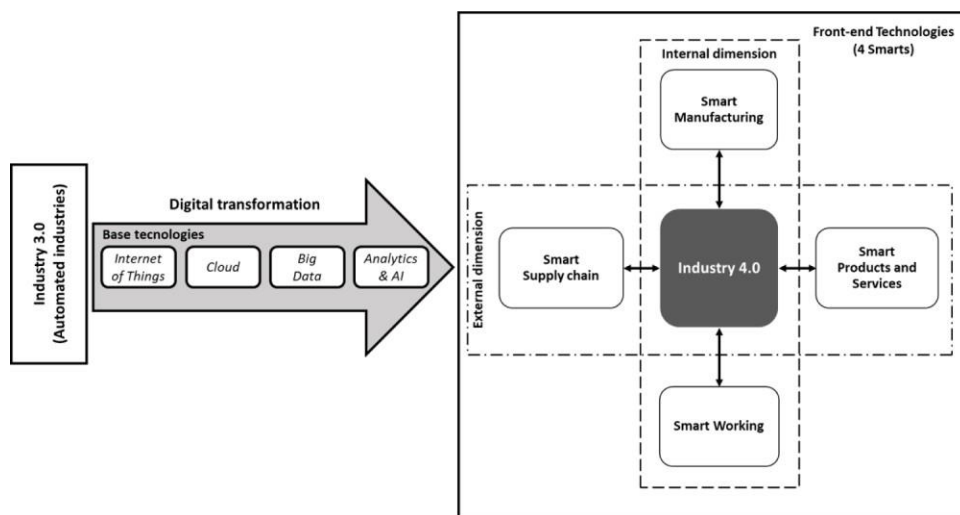 Industry 3.0
(Automated industries)
Digital transformation
Base tecnologies
Internet
of Things
Cloud
Big
Data
Analytics
& AI
Front-end Technologies
(4 Smarts)
Internal dimension
Smart
Manufacturing
External dimension
Smart
Supply chain
Industry 4.0
Smart
Products and
Services
Smart Working